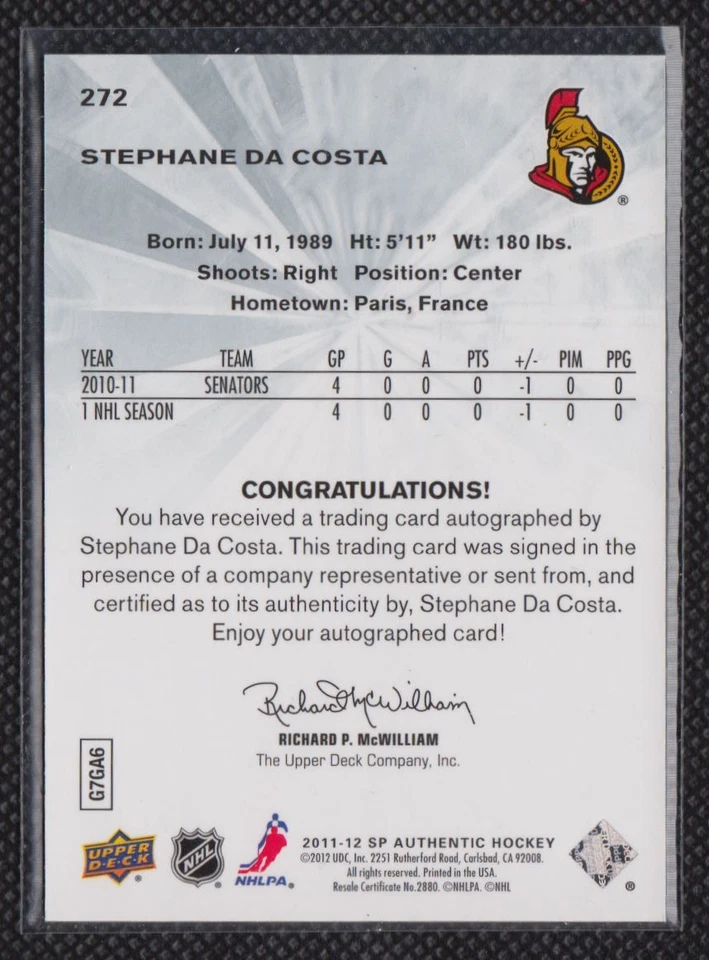 272
STEPHANE DA COSTA
®
Born: July 11, 1989 Ht: 5'11" Wt: 180 lbs.
Shoots: Right Position: Center
Hometown: Paris, France
YEAR TEAM GP G A PTS +/- PIM PPG
2010-11 SENATORS 4 0 0 0 -1 0 0
1 NHL SEASON 4 0 0 0 -1 0 0
CONGRATULATIONS!
You have received a trading card autographed by
Stephane Da Costa. This trading card was signed in the
presence of a company representative or sent from, and
certified as to its authenticity by, Stephane Da Costa.
Enjoy your autographed card!
Richard McWilliam
RICHARD P. McWILLIAM
The Upper Deck Company, Inc.
G7GA6
UPPER
D·E·C·K
®
NHL
®
NHLPA®
2011-12 SP AUTHENTIC HOCKEY
©2012 UDC, Inc. 2251 Rutherford Road, Carlsbad, CA 92008.
All rights reserved. Printed in the USA.
Resale Certificate No.2880. ©NHLPA. ©NHL
®